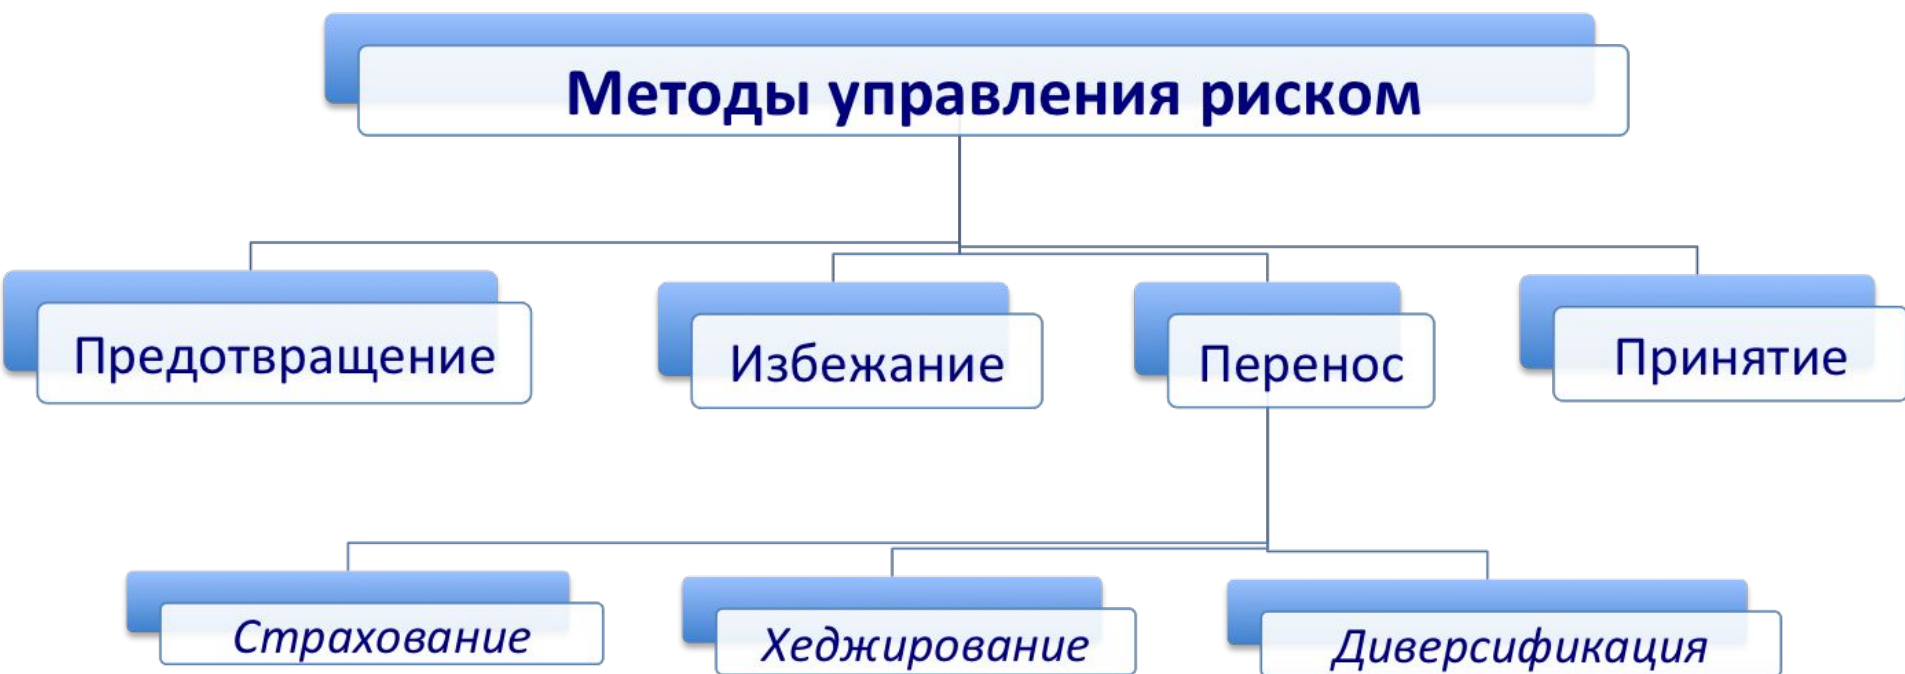 Методы управления риском
Предотвращение
Избежание
Перенос
Принятие
Страхование
Хеджирование
Диверсификация